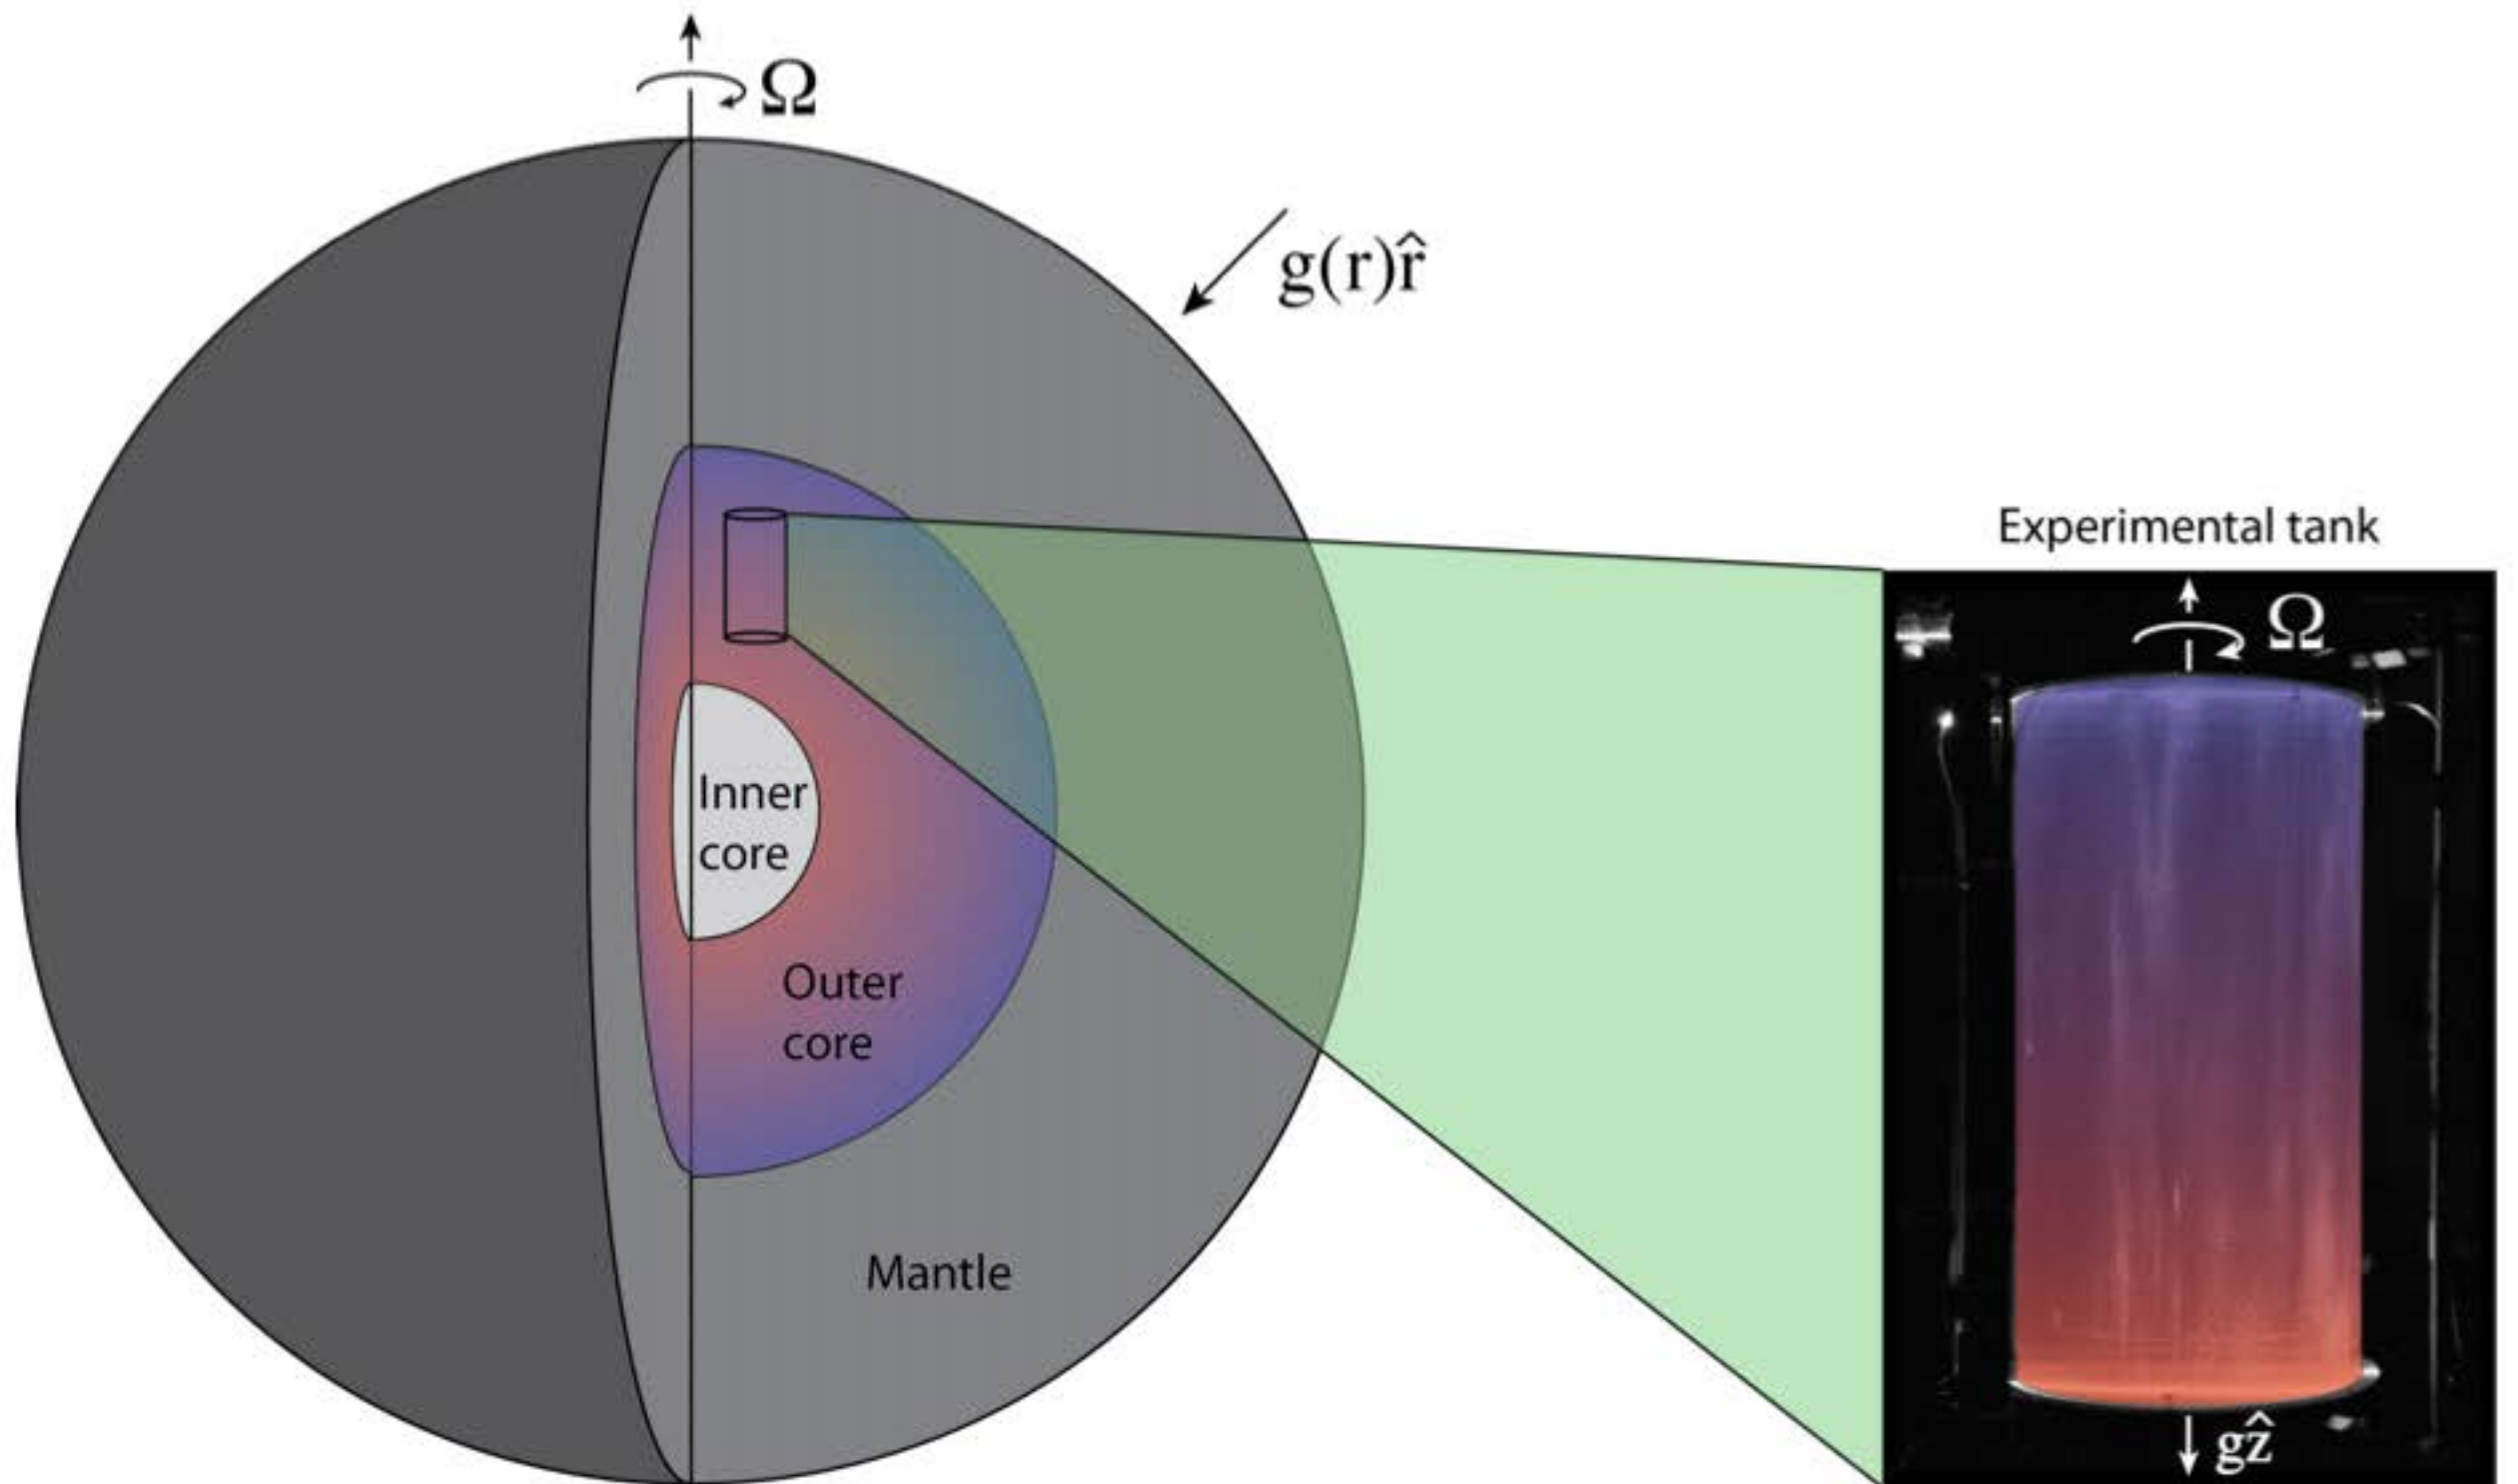 Ω
g(r)r̂
Experimental tank
Ω
Inner
core
Outer
core
Mantle
gẑ